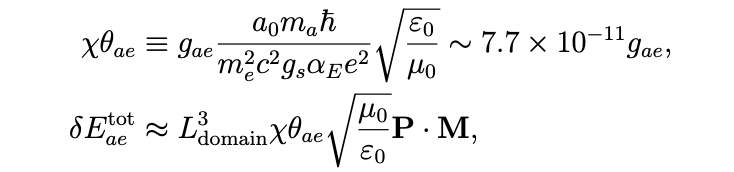 χθ_{ae} ≡ g_{ae} \frac{a_0 m_a ℏ}{m_e^2 c^2 g_s α_E e^2} \sqrt{\frac{ε_0}{μ_0}} ∼ 7.7 × 10^{−11} g_{ae},
δE_{ae}^{tot} ≈ L_{domain}^3 χθ_{ae} \sqrt{\frac{μ_0}{ε_0}} **P** · **M**,